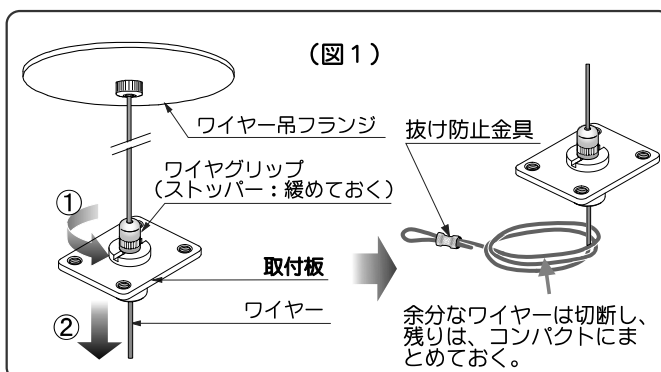 （図１）
ワイヤー吊フランジ
抜け防止金具
ワイヤグリップ
（ストッパー：緩めておく）
①
取付板
ワイヤー
②
余分なワイヤーは切断し、
残りは、コンパクトにま
とめておく。